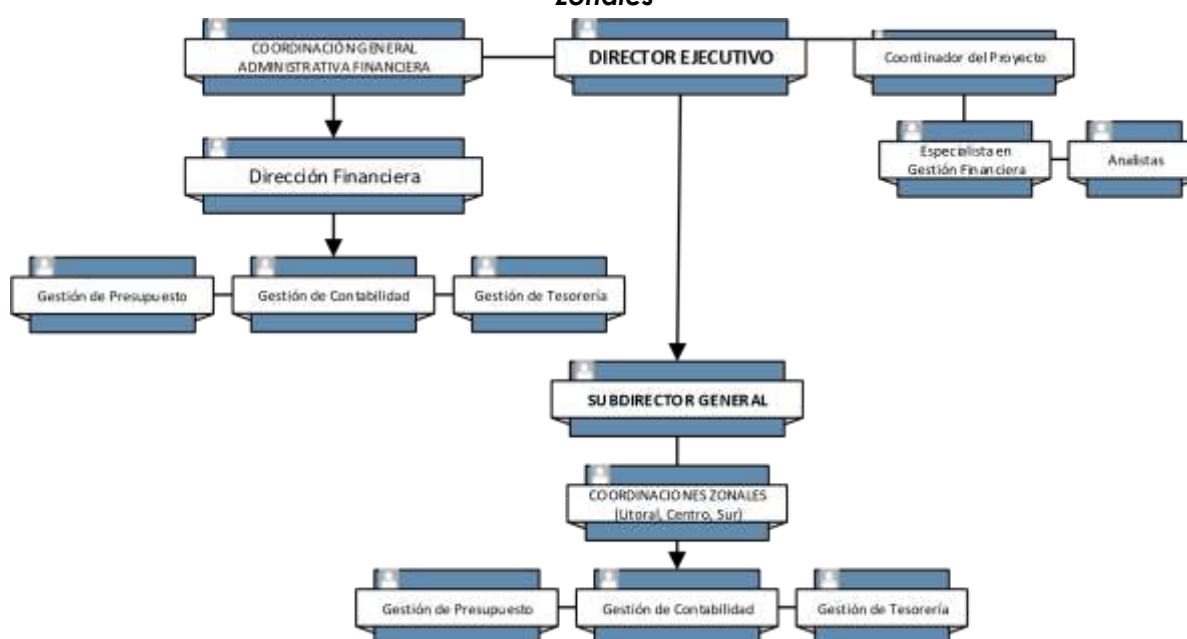 zonales
COORDINACIÓN GENERAL
ADMINISTRATIVA FINANCIERA
DIRECTOR EJECUTIVO
Coordinador del Proyecto
Especialista en
Gestión Financiera
Analistas
Dirección Financiera
Gestión de Presupuesto
Gestión de Contabilidad
Gestión de Tesorería
SUBDIRECTOR GENERAL
COORDINACIONES ZONALES
(Litoral, Centro, Sur)
Gestión de Presupuesto
Gestión de Contabilidad
Gestión de Tesorería